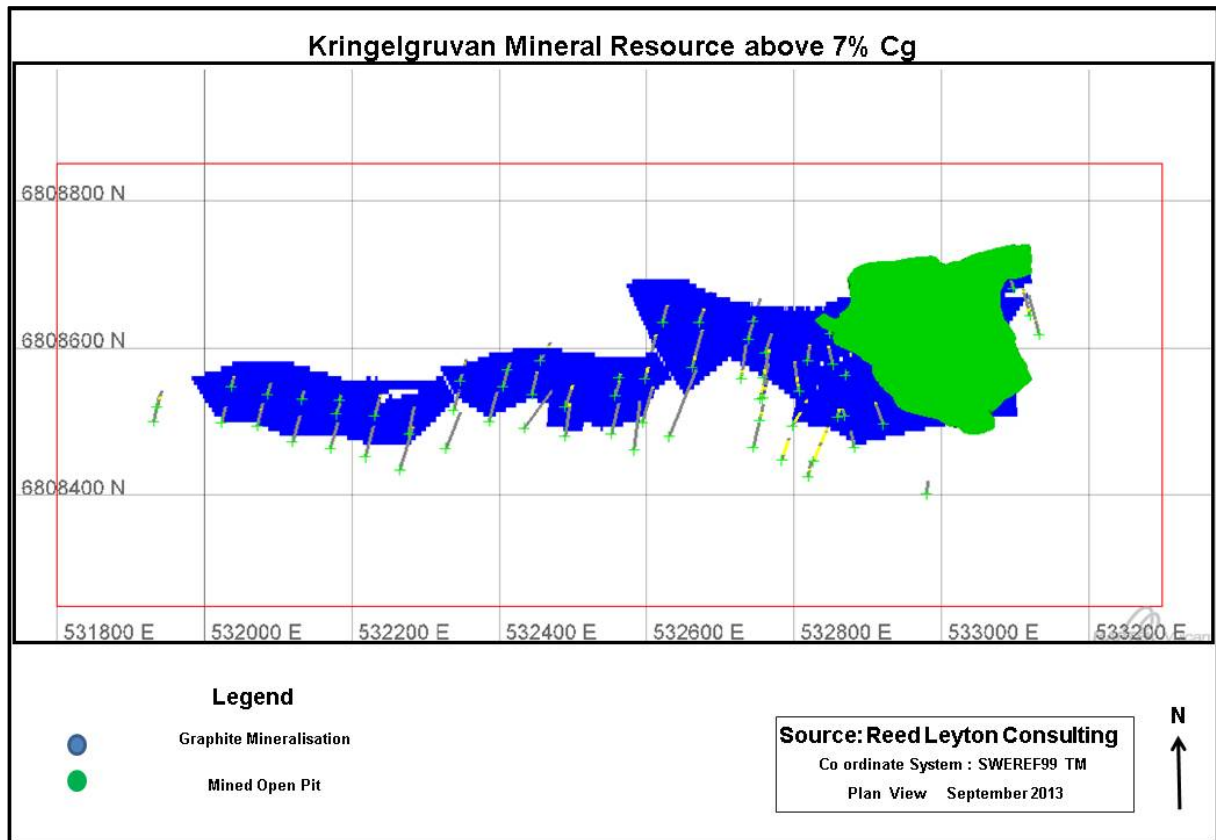 Kringelgruvan Mineral Resource above 7% Cg
6808800 N
6808600 N
6808400 N
531800 E 532000 E 532200 E 532400 E 532600 E 532800 E 533000 E 533200 E
Legend
Graphite Mineralisation
Mined Open Pit
Source: Reed Leyton Consulting
Co ordinate System : SWEREF99 TM
Plan View September 2013
N